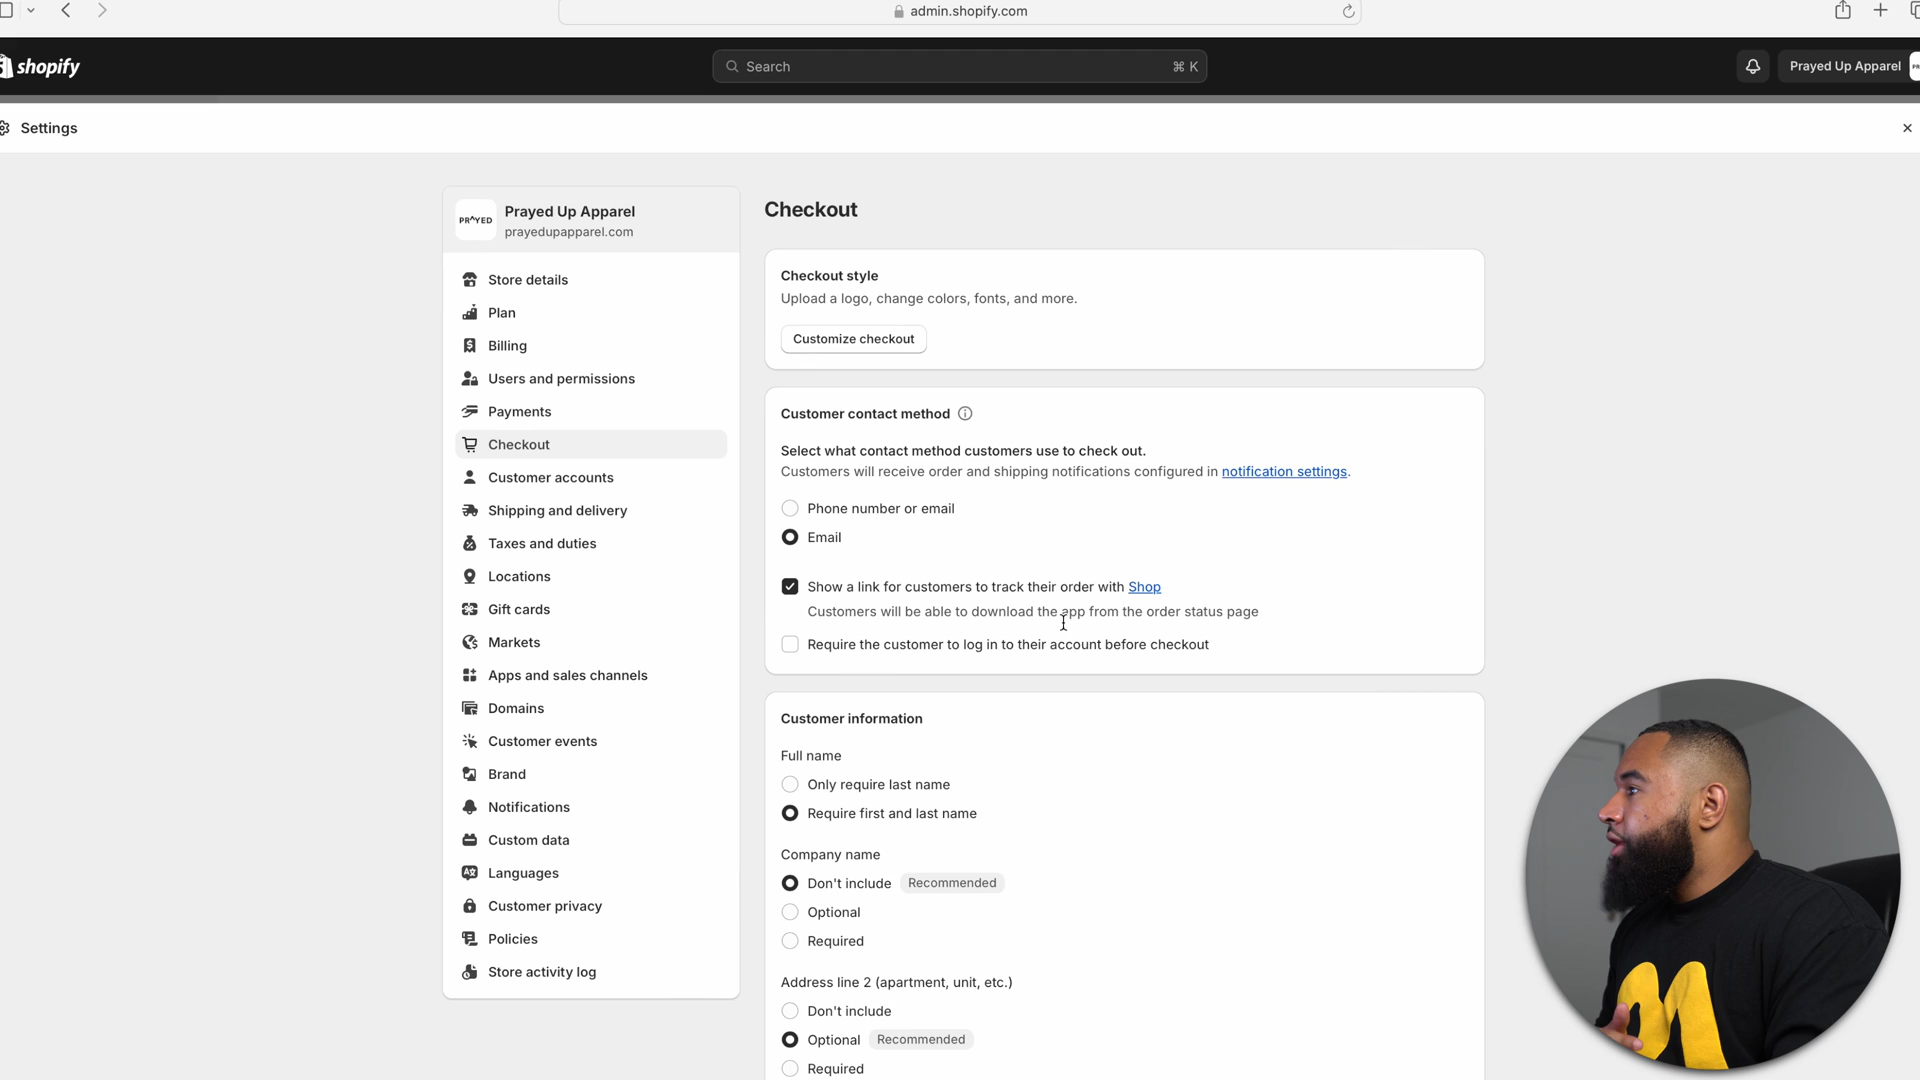 admin.shopify.com
shopify
Search
⌘ K
Prayed Up Apparel
Settings
PR^YED
Prayed Up Apparel
prayedupapparel.com
Store details
Plan
Billing
Users and permissions
Payments
Checkout
Customer accounts
Shipping and delivery
Taxes and duties
Locations
Gift cards
Markets
Apps and sales channels
Domains
Customer events
Brand
Notifications
Custom data
Languages
Customer privacy
Policies
Store activity log
Checkout
Checkout style
Upload a logo, change colors, fonts, and more.
Customize checkout
Customer contact method
Select what contact method customers use to check out.
Customers will receive order and shipping notifications configured in notification settings.
Phone number or email
Email
Show a link for customers to track their order with Shop
Customers will be able to download the app from the order status page
Require the customer to log in to their account before checkout
Customer information
Full name
Only require last name
Require first and last name
Company name
Don't include Recommended
Optional
Required
Address line 2 (apartment, unit, etc.)
Don't include
Optional Recommended
Required